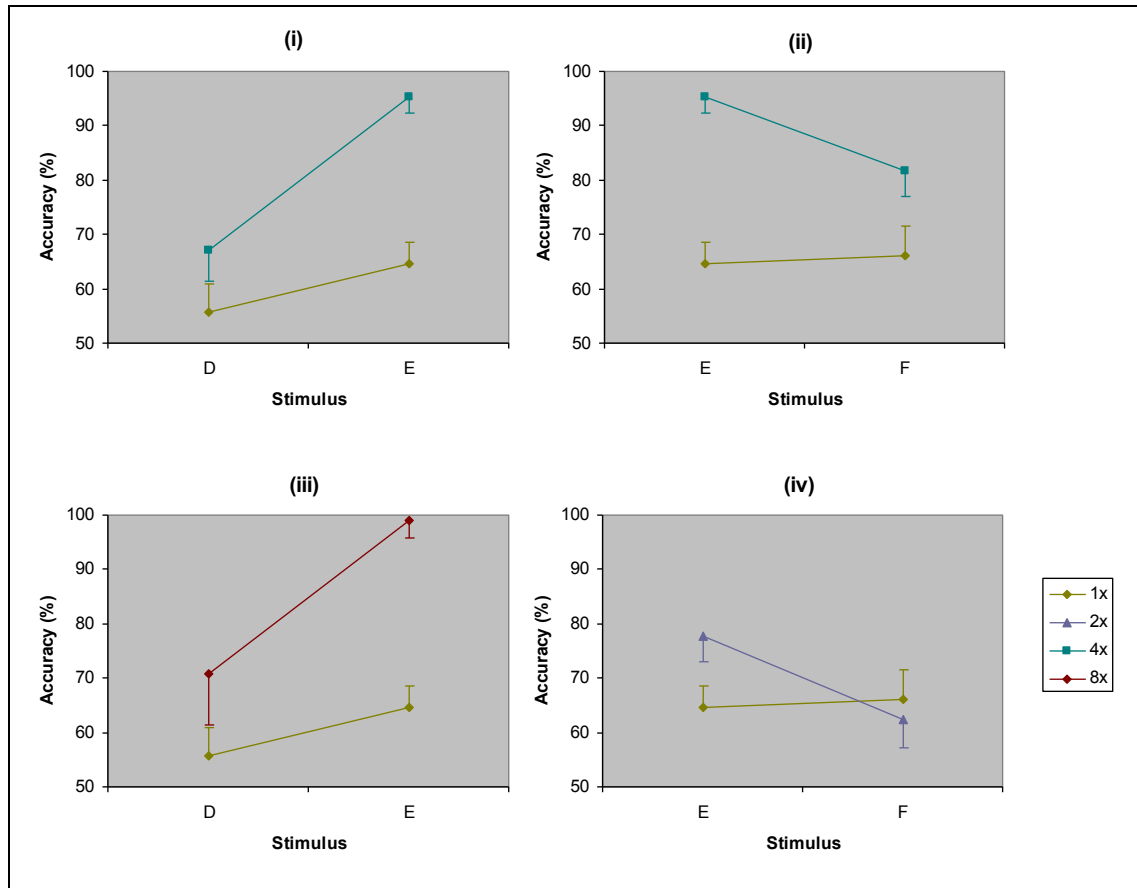 (i)
100
90
80
70
60
50
Accuracy (%)
D E
Stimulus
(ii)
100
90
80
70
60
50
Accuracy (%)
E F
Stimulus
(iii)
100
90
80
70
60
50
Accuracy (%)
D E
Stimulus
(iv)
100
90
80
70
60
50
Accuracy (%)
E F
Stimulus
1x
2x
4x
8x